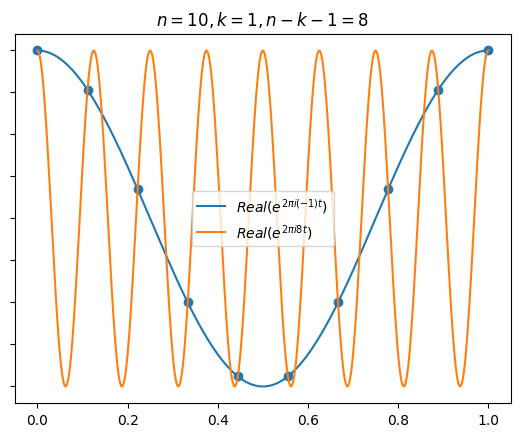 n = 10, k = 1, n − k − 1 = 8
Real(e^{2πi(−1)t})
Real(e^{2πi8t})
0.0 0.2 0.4 0.6 0.8 1.0